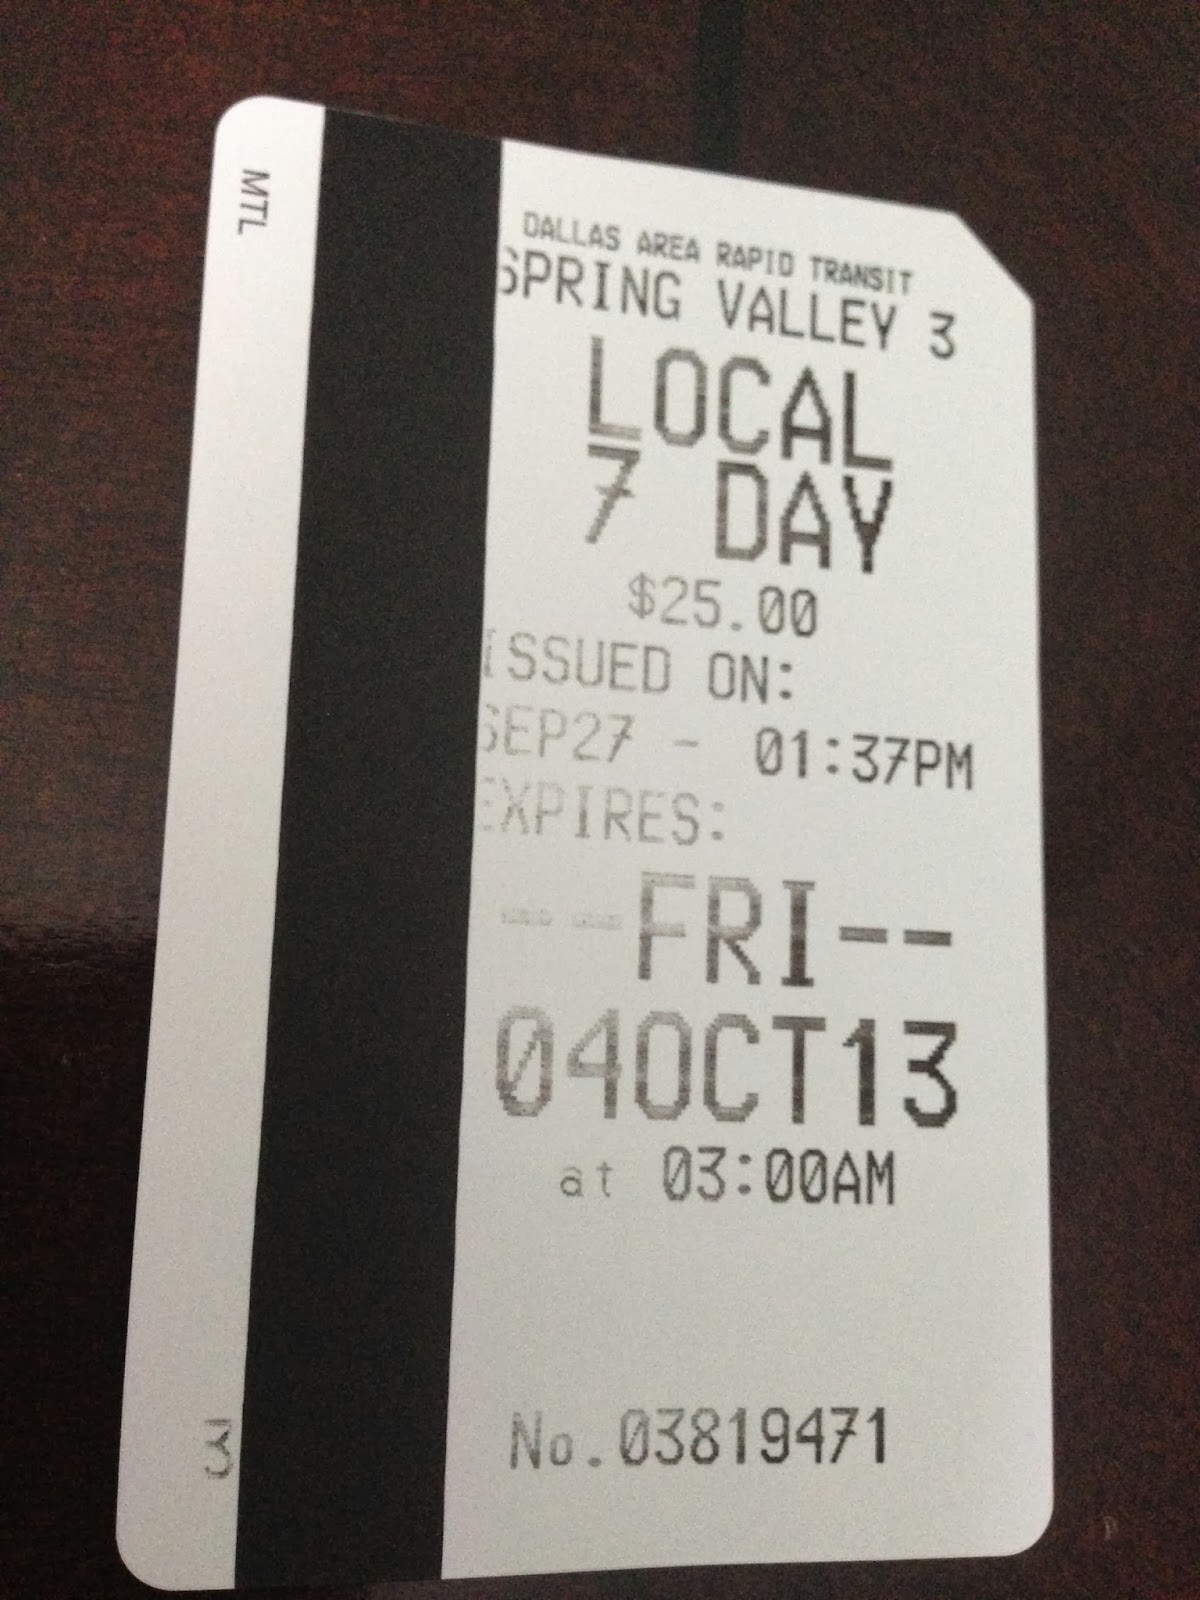 MTL
DALLAS AREA RAPID TRANSIT
SPRING VALLEY 3
LOCAL
7 DAY
$25.00
ISSUED ON:
SEP27 - 01:37PM
EXPIRES:
--FRI--
04OCT13
at 03:00AM
No.03819471